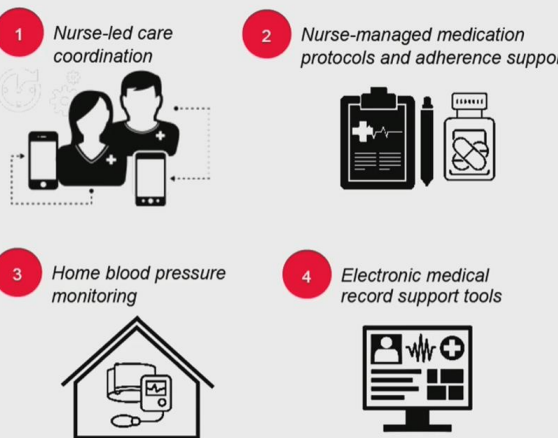 1
Nurse-led care
coordination
2
Nurse-managed medication
protocols and adherence suppor
3
Home blood pressure
monitoring
4
Electronic medical
record support tools